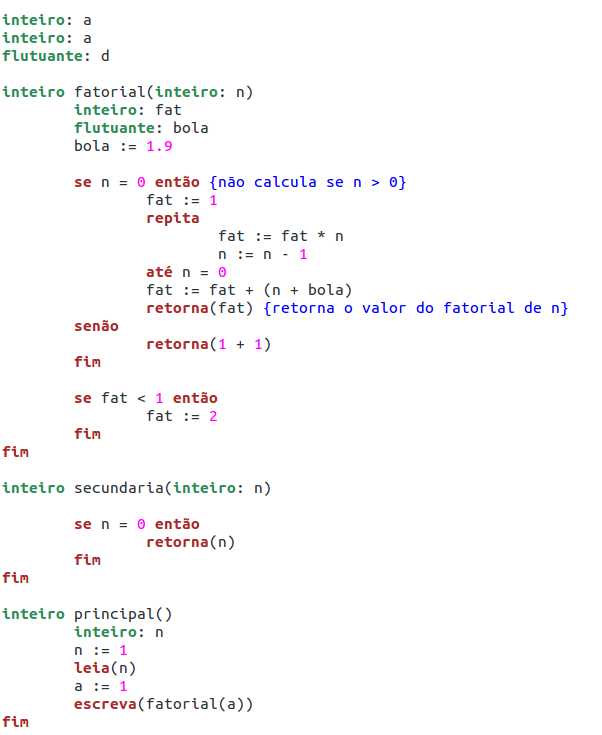 inteiro: a
inteiro: a
flutuante: d

inteiro fatorial(inteiro: n)
        inteiro: fat
        flutuante: bola
        bola := 1.9

        se n = 0 então {não calcula se n > 0}
                fat := 1
                repita
                        fat := fat * n
                        n := n - 1
                até n = 0
                fat := fat + (n + bola)
                retorna(fat) {retorna o valor do fatorial de n}
        senão
                retorna(1 + 1)
        fim

        se fat < 1 então
                fat := 2
        fim
fim

inteiro secundaria(inteiro: n)

        se n = 0 então
                retorna(n)
        fim
fim

inteiro principal()
        inteiro: n
        n := 1
        leia(n)
        a := 1
        escreva(fatorial(a))
fim